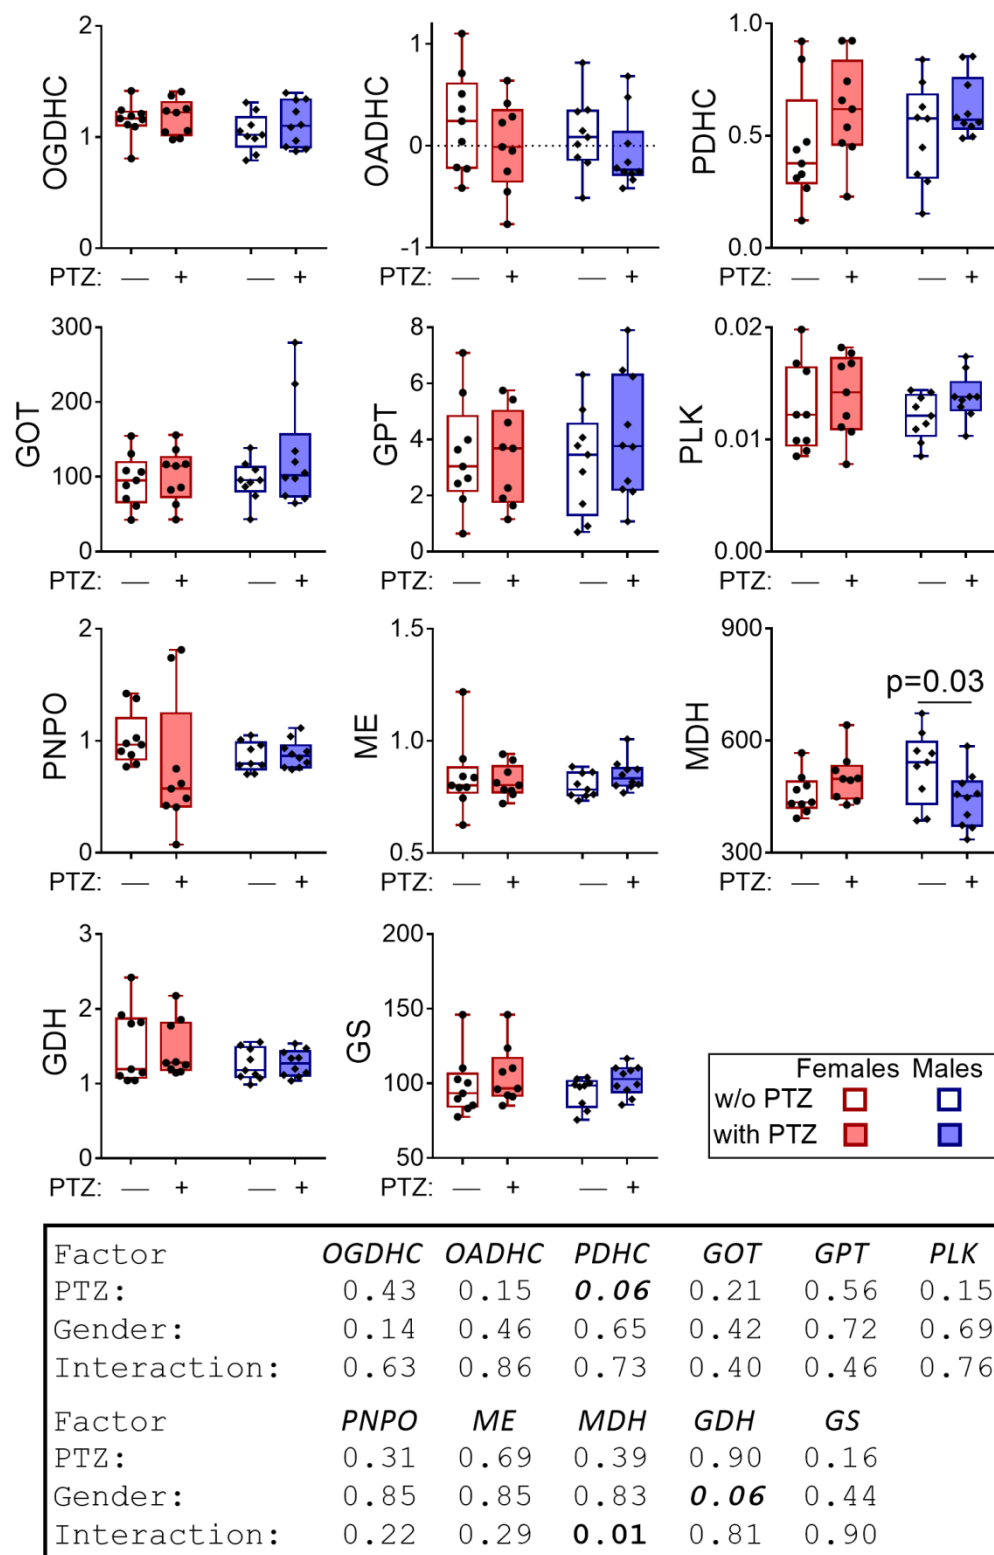 OGDHC
2
1
0
PTZ: — + — +
OADHC
1
0
-1
PTZ: — + — +
PDHC
1.0
0.5
0.0
PTZ: — + — +
GOT
300
200
100
0
PTZ: — + — +
GPT
8
6
4
2
0
PTZ: — + — +
PLK
0.02
0.01
0.00
PTZ: — + — +
PNPO
2
1
0
PTZ: — + — +
ME
1.5
1.0
0.5
PTZ: — + — +
MDH
900
600
300
p=0.03
PTZ: — + — +
GDH
3
2
1
0
PTZ: — + — +
GS
200
150
100
50
PTZ: — + — +
Females Males
w/o PTZ
with PTZ
Factor OGDHC OADHC PDHC GOT GPT PLK
PTZ: 0.43 0.15 0.06 0.21 0.56 0.15
Gender: 0.14 0.46 0.65 0.42 0.72 0.69
Interaction: 0.63 0.86 0.73 0.40 0.46 0.76
Factor PNPO ME MDH GDH GS
PTZ: 0.31 0.69 0.39 0.90 0.16
Gender: 0.85 0.85 0.83 0.06 0.44
Interaction: 0.22 0.29 0.01 0.81 0.90